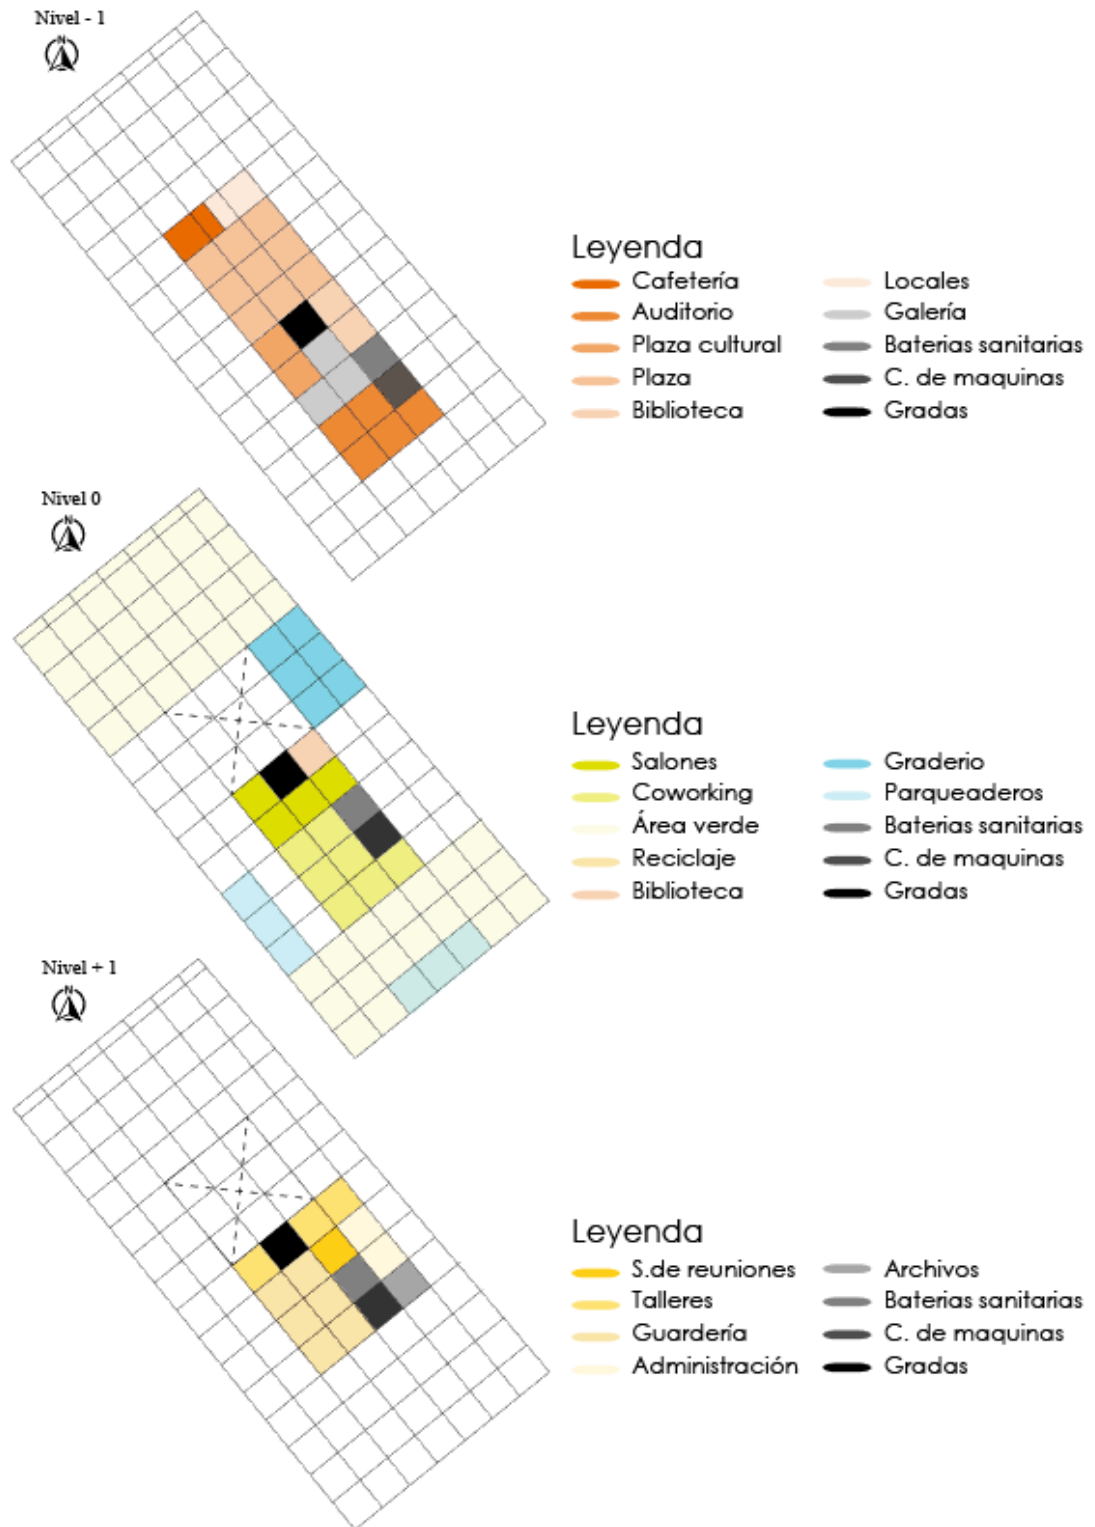 Nivel - 1
N
Leyenda
Cafetería
Auditorio
Plaza cultural
Plaza
Biblioteca
Locales
Galería
Baterias sanitarias
C. de maquinas
Gradas
Nivel 0
N
Leyenda
Salones
Coworking
Área verde
Reciclaje
Biblioteca
Graderio
Parqueaderos
Baterias sanitarias
C. de maquinas
Gradas
Nivel + 1
N
Leyenda
S.de reuniones
Talleres
Guardería
Administración
Archivos
Baterias sanitarias
C. de maquinas
Gradas